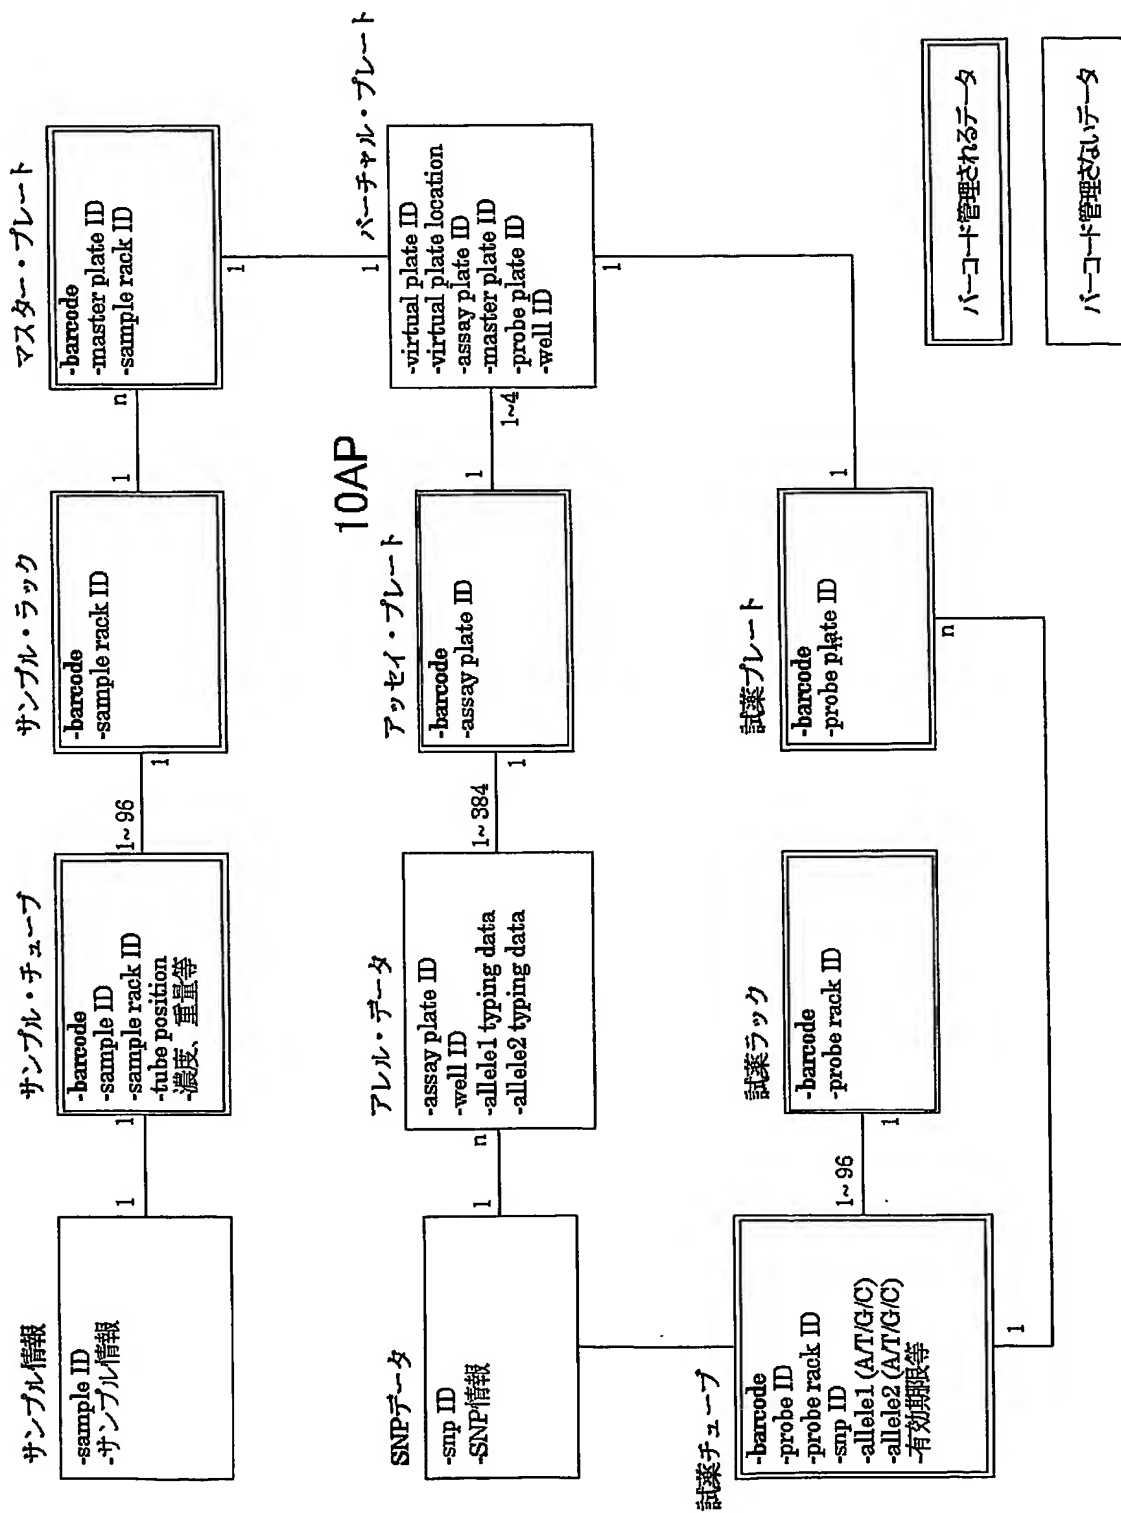 サンプル情報
-sample ID
-サンプル情報
1
1
サンプル・チューブ
-barcode
-sample ID
-sample rack ID
-tube position
-濃度、重量等
1~96
1
サンプル・ラック
-barcode
-sample rack ID
1
n
マスター・プレート
-barcode
-master plate ID
-sample rack ID
1
1
SNPデータ
-snp ID
-SNP情報
1
n
アレル・データ
-assay plate ID
-well ID
-allele1 typing data
-allele2 typing data
1~384
1
アッセイ・プレート
10AP
-barcode
-assay plate ID
1
1~4
バーチャル・プレート
-virtual plate ID
-virtual plate location
-assay plate ID
-master plate ID
-probe plate ID
-well ID
1
試薬チューブ
-barcode
-probe ID
-probe rack ID
-snp ID
-allele1 (A/T/G/C)
-allele2 (A/T/G/C)
-有効期限等
1~96
1
1
試薬ラック
-barcode
-probe rack ID
試薬プレート
-barcode
-probe plate ID
1
n
バーコード管理されるデータ
バーコード管理さないデータ